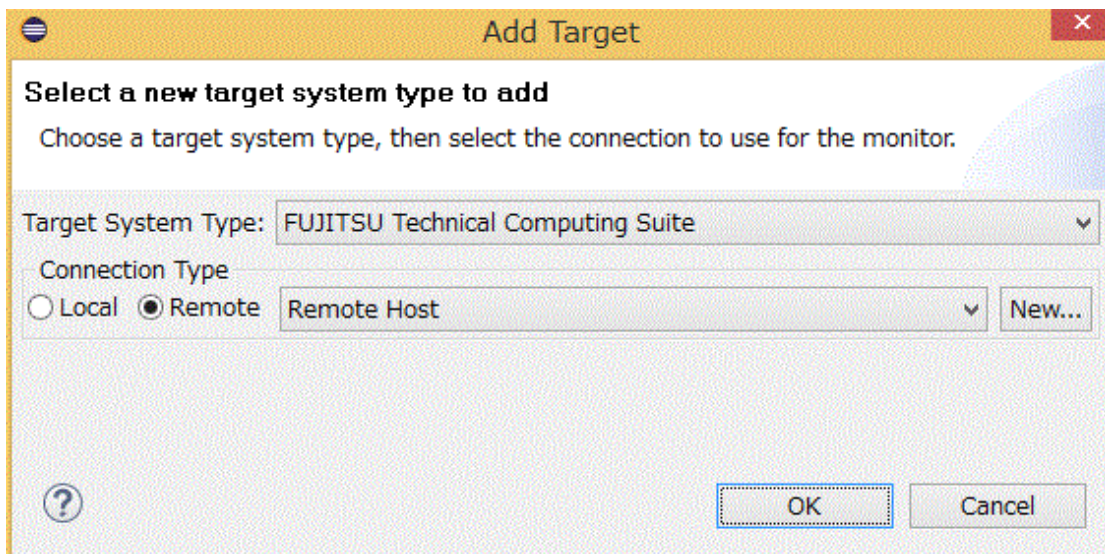 Add Target
Select a new target system type to add
Choose a target system type, then select the connection to use for the monitor.
Target System Type: FUJITSU Technical Computing Suite
Connection Type
Local Remote Remote Host New...
? OK Cancel